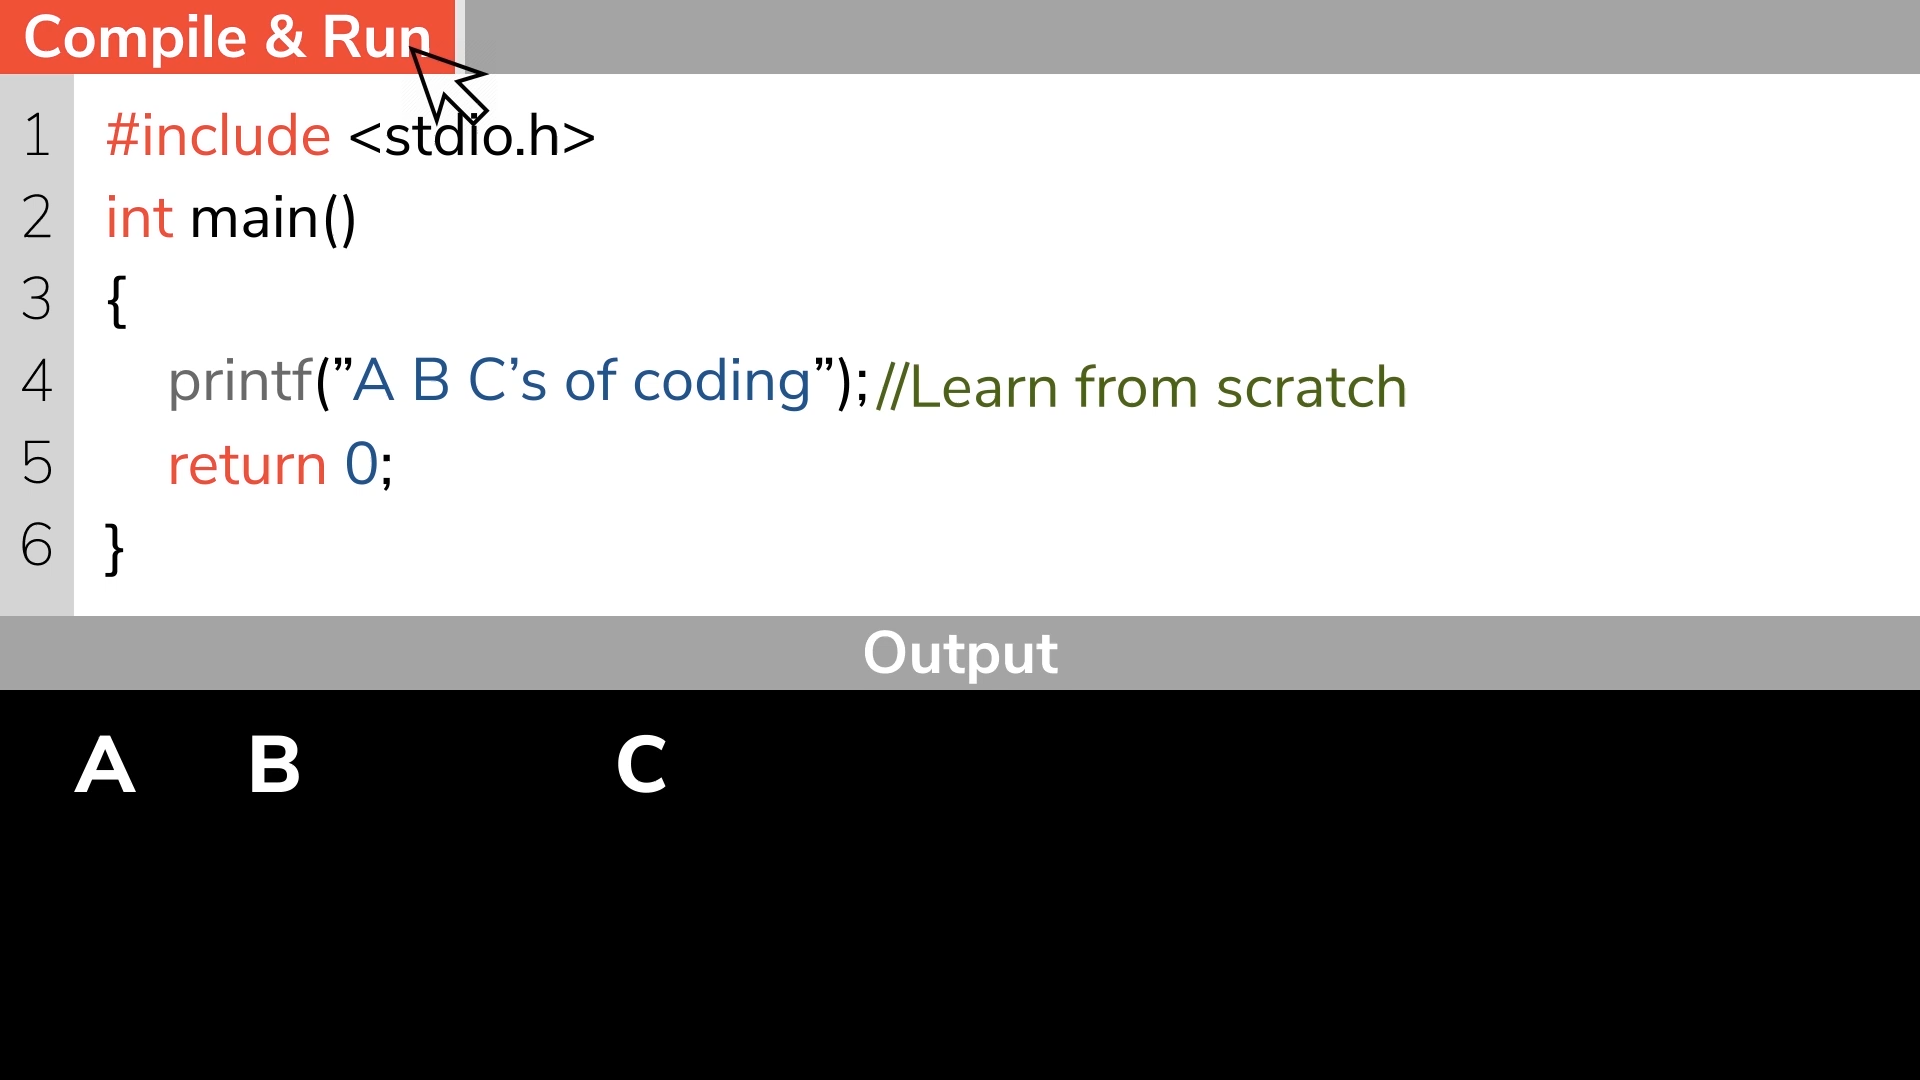 Compile & Run
1 #include <stdio.h>
2 int main()
3 {
4 printf(”A B C’s of coding”); //Learn from scratch
5 return 0;
6 }
Output
A B C